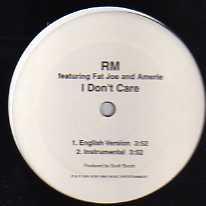 RM
featuring Fat Joe and Amerie
I Don't Care
1. English Version 3:52
2. Instrumental 3:52
Produced by Scott Storch